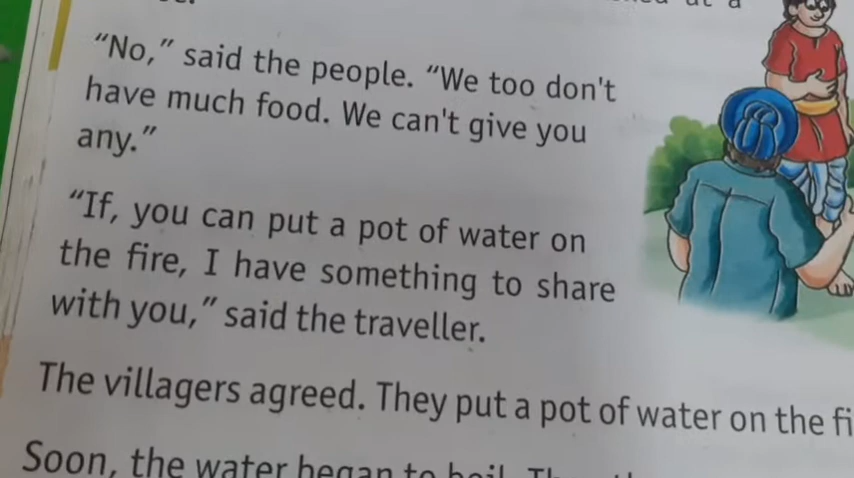 at a
"No," said the people. "We too don't
have much food. We can't give you
any."
"If, you can put a pot of water on
the fire, I have something to share
with you," said the traveller.
The villagers agreed. They put a pot of water on the
Soon, the water began to boil.